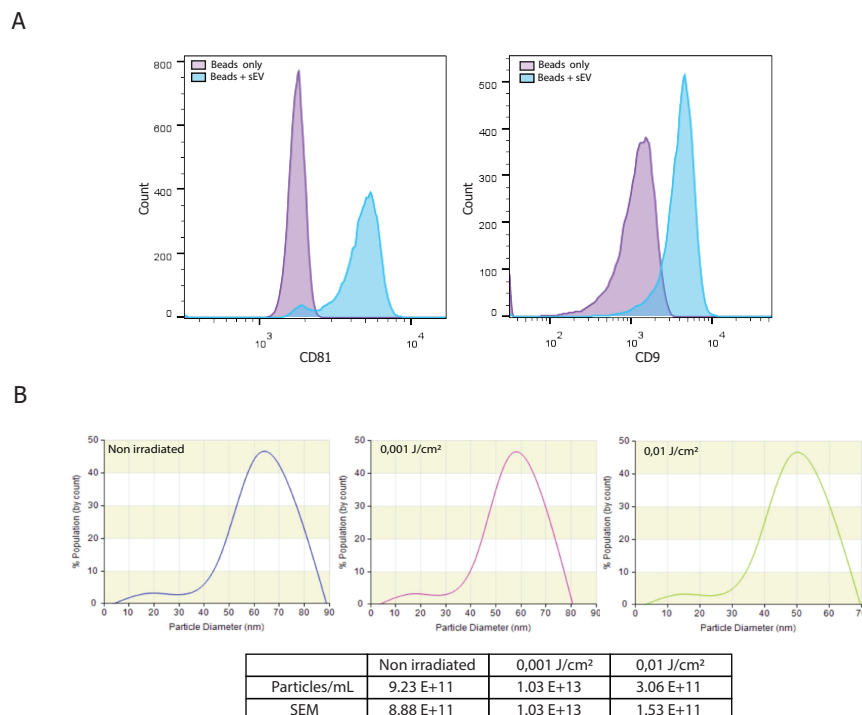 A
Beads only
Beads + sEV
800
600
400
200
0
Count
10³
10⁴
CD81
Beads only
Beads + sEV
500
400
300
200
100
0
Count
10²
10³
10⁴
CD9
B
Non irradiated
50
40
30
20
10
0
% Population (by count)
0 10 20 30 40 50 60 70 80 90
Particle Diameter (nm)
0,001 J/cm²
50
40
30
20
10
0
% Population (by count)
0 10 20 30 40 50 60 70 80 90
Particle Diameter (nm)
0,01 J/cm²
50
40
30
20
10
0
% Population (by count)
0 10 20 30 40 50 60 70
Particle Diameter (nm)
Non irradiated 0,001 J/cm² 0,01 J/cm²
Particles/mL 9.23 E+11 1.03 E+13 3.06 E+11
SEM 8.88 E+11 1.03 E+13 1.53 E+11